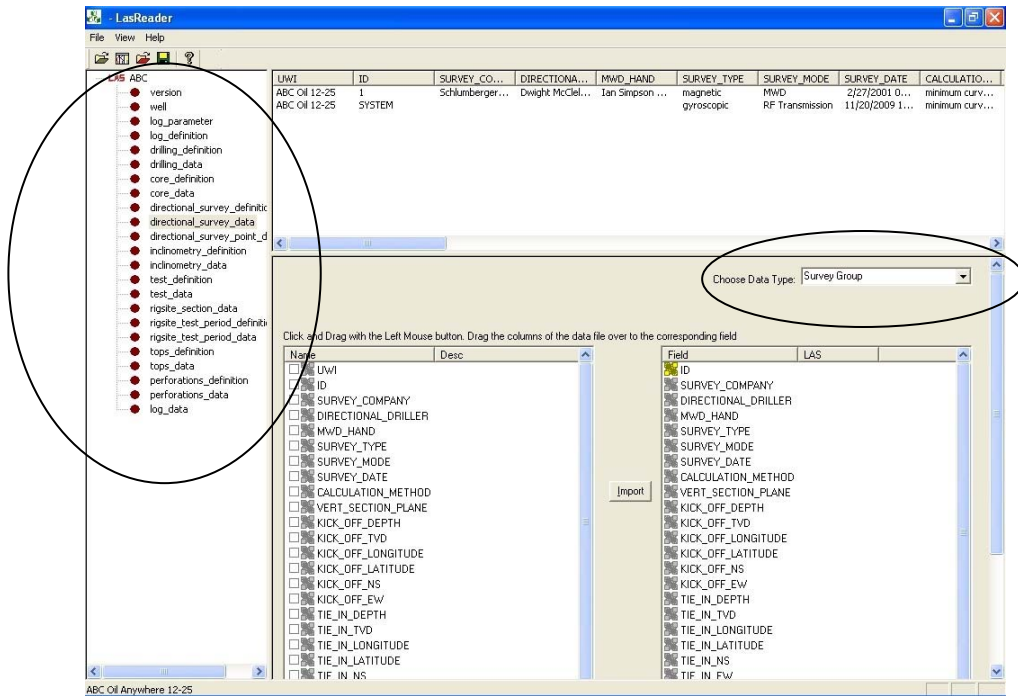 - LasReader
File View Help
LAS ABC
version
well
log_parameter
log_definition
drilling_definition
drilling_data
core_definition
core_data
directional_survey_definitic
directional_survey_data
directional_survey_point_d
inclinometry_definition
inclinometry_data
test_definition
test_data
rigsite_section_data
rigsite_test_period_definiti
rigsite_test_period_data
tops_definition
tops_data
perforations_definition
perforations_data
log_data
UWI ID SURVEY_CO... DIRECTIONA... MWD_HAND SURVEY_TYPE SURVEY_MODE SURVEY_DATE CALCULATIO...
ABC Oil 12-25 1 Schlumberger... Dwight McClel... Ian Simpson ... magnetic MWD 2/27/2001 0... minimum curv...
ABC Oil 12-25 SYSTEM gyroscopic RF Transmission 11/20/2009 1... minimum curv...
Choose Data Type: Survey Group
Click and Drag with the Left Mouse button. Drag the columns of the data file over to the corresponding field
Name Desc
UWI
ID
SURVEY_COMPANY
DIRECTIONAL_DRILLER
MWD_HAND
SURVEY_TYPE
SURVEY_MODE
SURVEY_DATE
CALCULATION_METHOD
VERT_SECTION_PLANE
KICK_OFF_DEPTH
KICK_OFF_TVD
KICK_OFF_LONGITUDE
KICK_OFF_LATITUDE
KICK_OFF_NS
KICK_OFF_EW
TIE_IN_DEPTH
TIE_IN_TVD
TIE_IN_LONGITUDE
TIE_IN_LATITUDE
TIE_IN_NS
Import
Field LAS
ID
SURVEY_COMPANY
DIRECTIONAL_DRILLER
MWD_HAND
SURVEY_TYPE
SURVEY_MODE
SURVEY_DATE
CALCULATION_METHOD
VERT_SECTION_PLANE
KICK_OFF_DEPTH
KICK_OFF_TVD
KICK_OFF_LONGITUDE
KICK_OFF_LATITUDE
KICK_OFF_NS
KICK_OFF_EW
TIE_IN_DEPTH
TIE_IN_TVD
TIE_IN_LONGITUDE
TIE_IN_LATITUDE
TIE_IN_NS
TIE_IN_EW
ABC Oil Anywhere 12-25